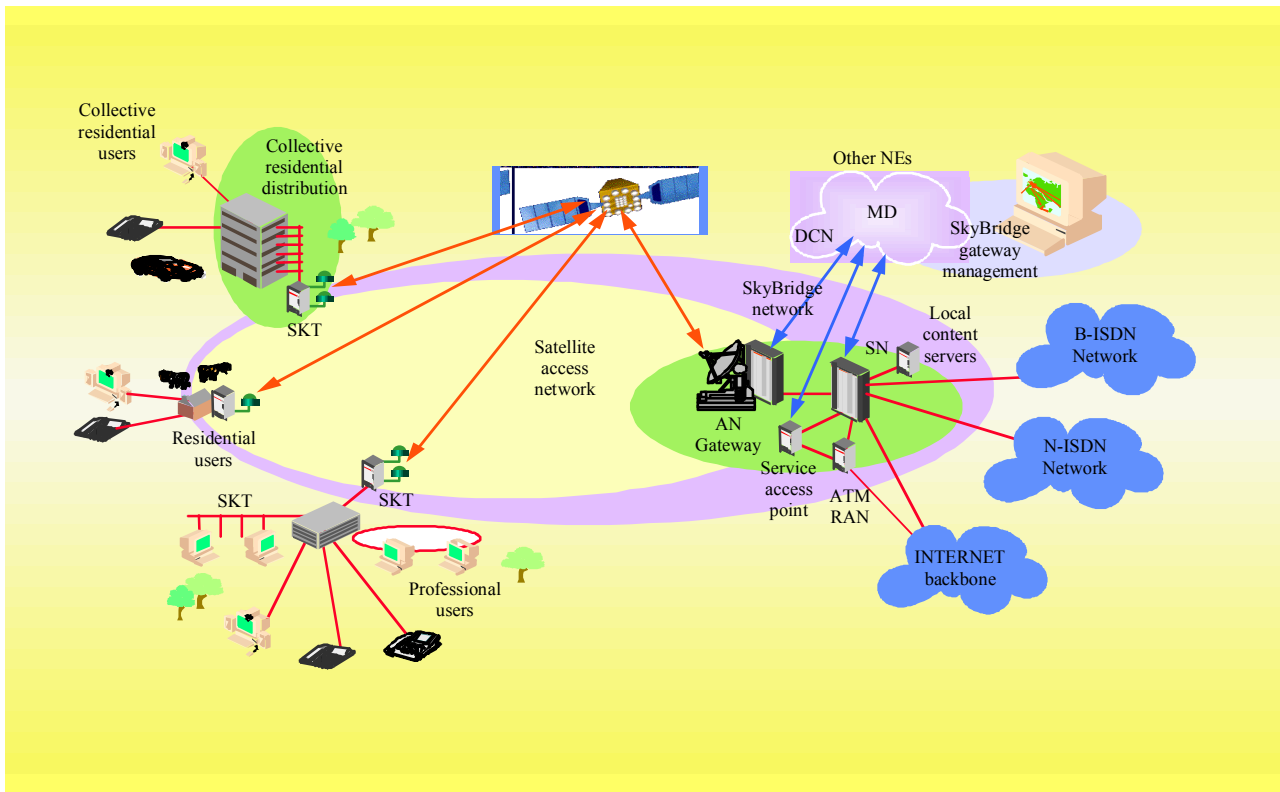 Collective
residential
users
Collective
residential
distribution
SKT
Residential
users
SKT
SKT
Professional
users
Satellite
access
network
Other NEs
MD
DCN
SkyBridge
gateway
management
SkyBridge
network
SN
Local
content
servers
AN
Gateway
Service
access
point
ATM
RAN
B-ISDN
Network
N-ISDN
Network
INTERNET
backbone